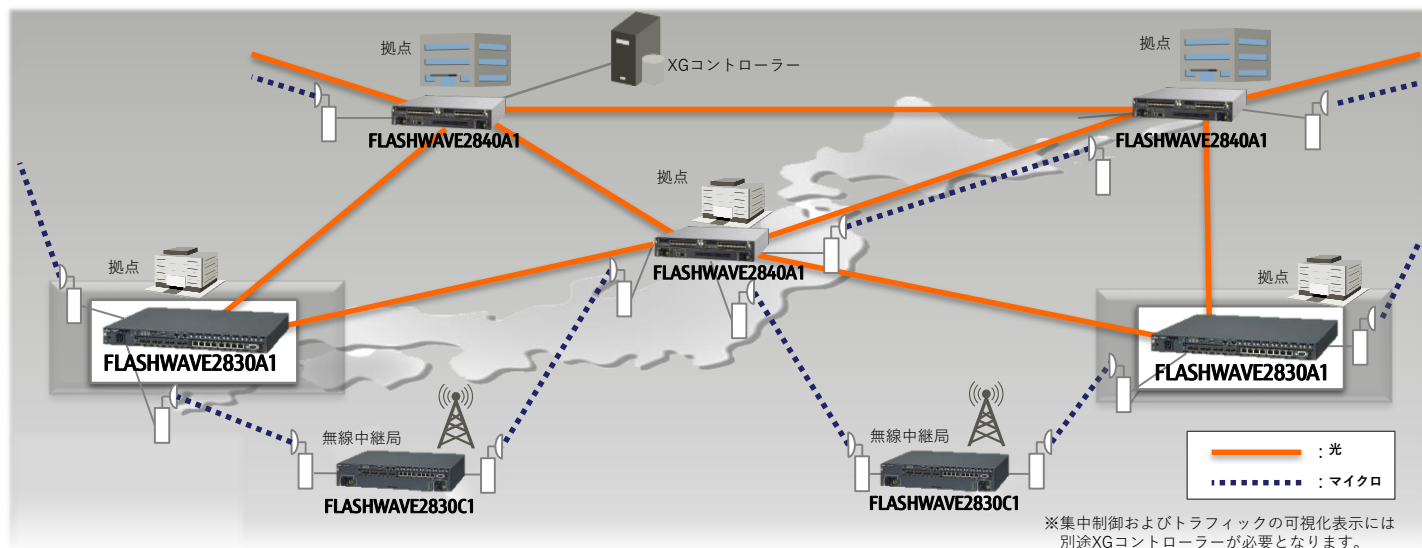 拠点
XGコントローラー
FLASHWAVE2840A1
拠点
FLASHWAVE2840A1
拠点
FLASHWAVE2840A1
拠点
FLASHWAVE2830A1
拠点
FLASHWAVE2830A1
無線中継局
FLASHWAVE2830C1
無線中継局
FLASHWAVE2830C1
：光
：マイクロ
※集中制御およびトラフィックの可視化表示には
別途XGコントローラーが必要となります。